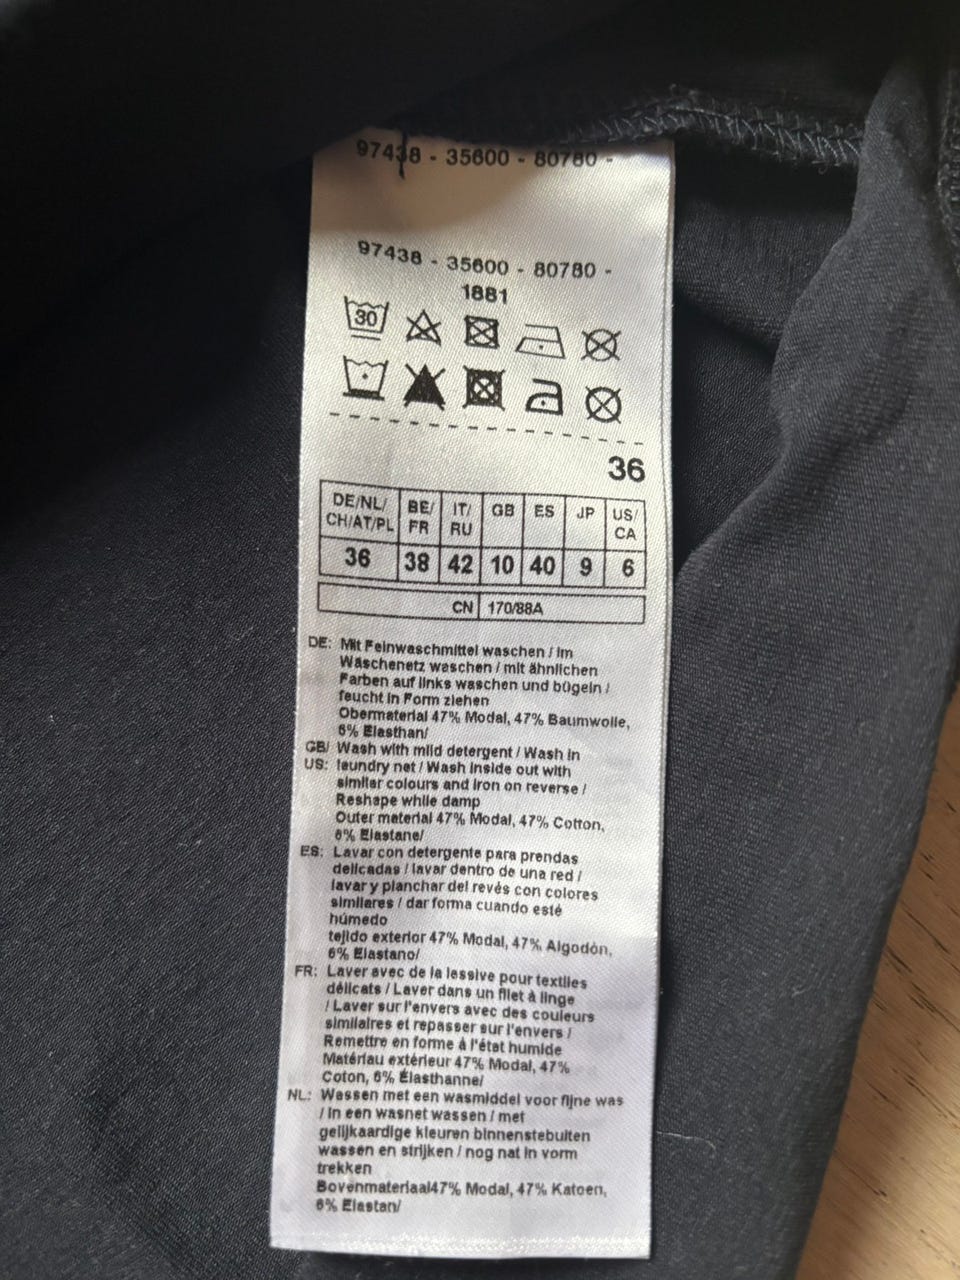 97438 - 35600 - 80780 -
97438 - 35600 - 80780 -
1881
30
36
DE/NL/ CH/AT/PL BE/ FR IT/ RU GB ES JP US/ CA
36 38 42 10 40 9 6
CN 170/88A
DE: Mit Feinwaschmittel waschen / im
Wäschenetz waschen / mit ähnlichen
Farben auf links waschen und bügeln /
feucht in Form ziehen
Obermaterial 47% Modal, 47% Baumwolle,
6% Elasthan/
GB/ Wash with mild detergent / Wash in
US: laundry net / Wash inside out with
similar colours and iron on reverse /
Reshape while damp
Outer material 47% Modal, 47% Cotton,
6% Elastane/
ES: Lavar con detergente para prendas
delicadas / lavar dentro de una red /
lavar y planchar del revés con colores
similares / dar forma cuando esté
húmedo
tejido exterior 47% Modal, 47% Algodón,
6% Elastano/
FR: Laver avec de la lessive pour textiles
délicats / Laver dans un filet à linge
/ Laver sur l'envers avec des couleurs
similaires et repasser sur l'envers /
Remettre en forme à l'état humide
Matériau extérieur 47% Modal, 47%
Coton, 6% Élasthanne/
NL: Wassen met een wasmiddel voor fijne was
/ in een wasnet wassen / met
gelijkaardige kleuren binnenstebuiten
wassen en strijken / nog nat in vorm
trekken
Bovenmateriaal47% Modal, 47% Katoen,
6% Elastan/